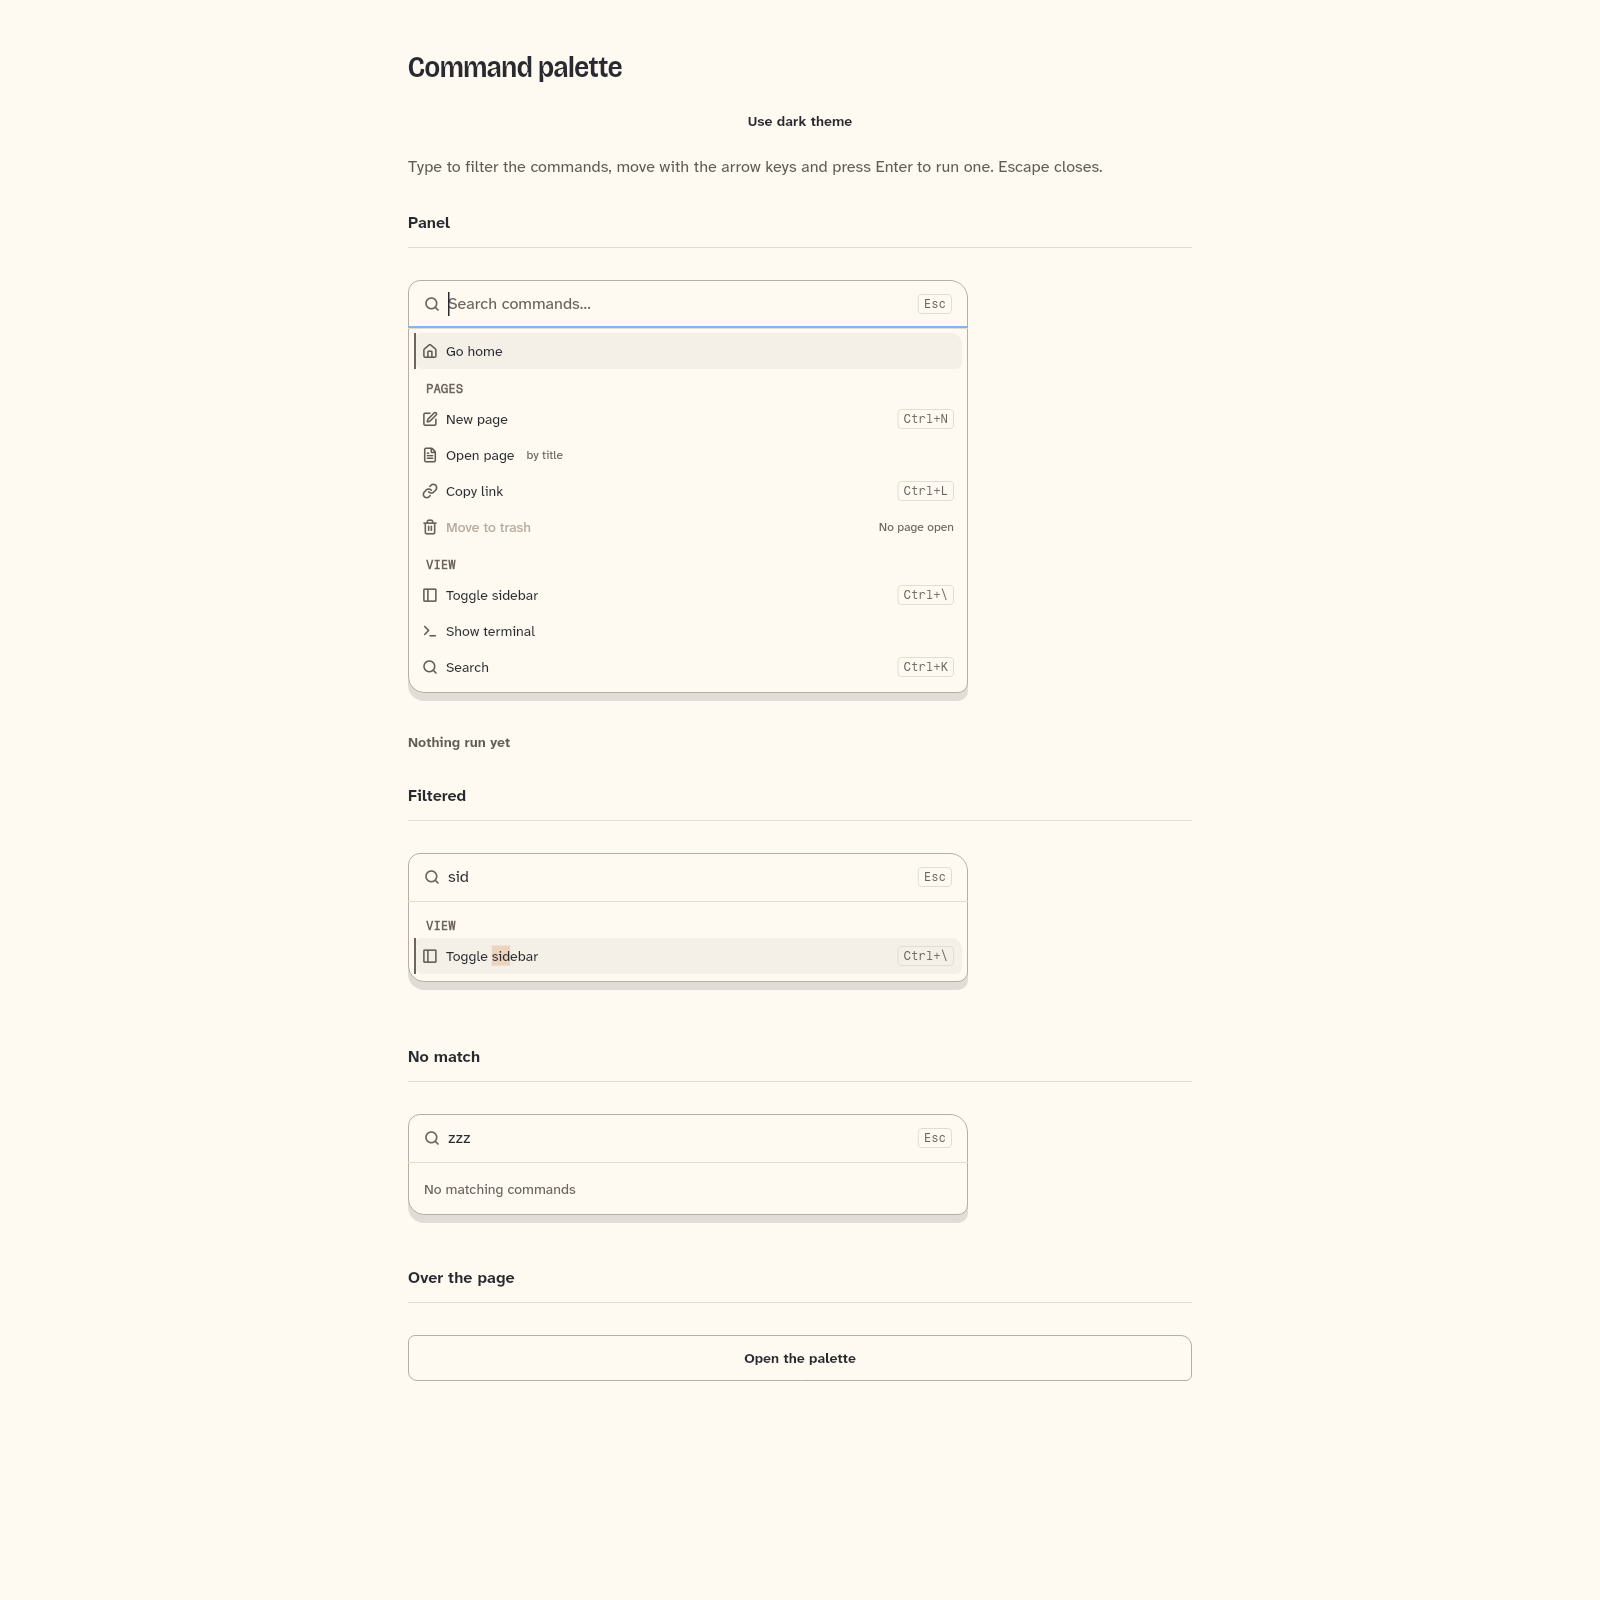 Command palette
Use dark theme
Type to filter the commands, move with the arrow keys and press Enter to run one. Escape closes.
Panel
Search commands... Esc
Go home
PAGES
New page Ctrl+N
Open page by title
Copy link Ctrl+L
Move to trash No page open
VIEW
Toggle sidebar Ctrl+\
Show terminal
Search Ctrl+K
Nothing run yet
Filtered
sid Esc
VIEW
Toggle sidebar Ctrl+\
No match
zzz Esc
No matching commands
Over the page
Open the palette